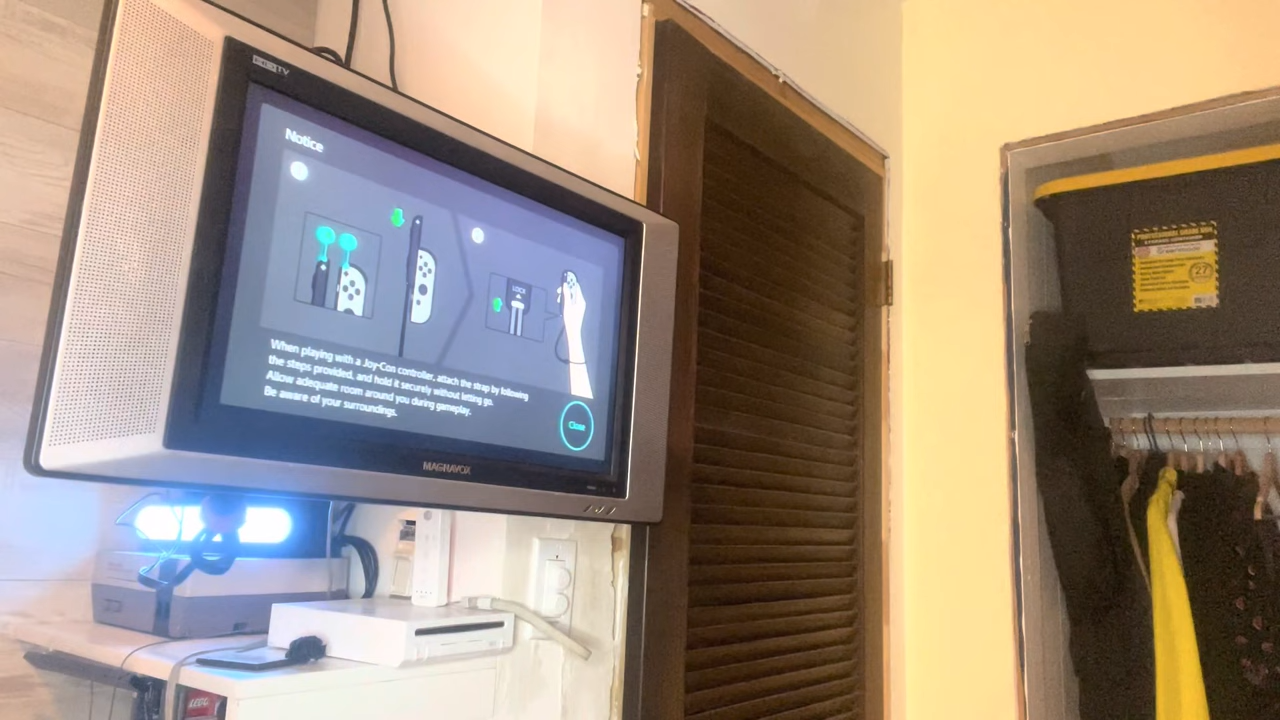 HDTV
Notice
LOCK
When playing with a Joy-Con controller, attach the strap by following
the steps provided, and hold it securely without letting go.
Allow adequate room around you during gameplay.
Be aware of your surroundings.
Close
MAGNAVOX
27
LEGO